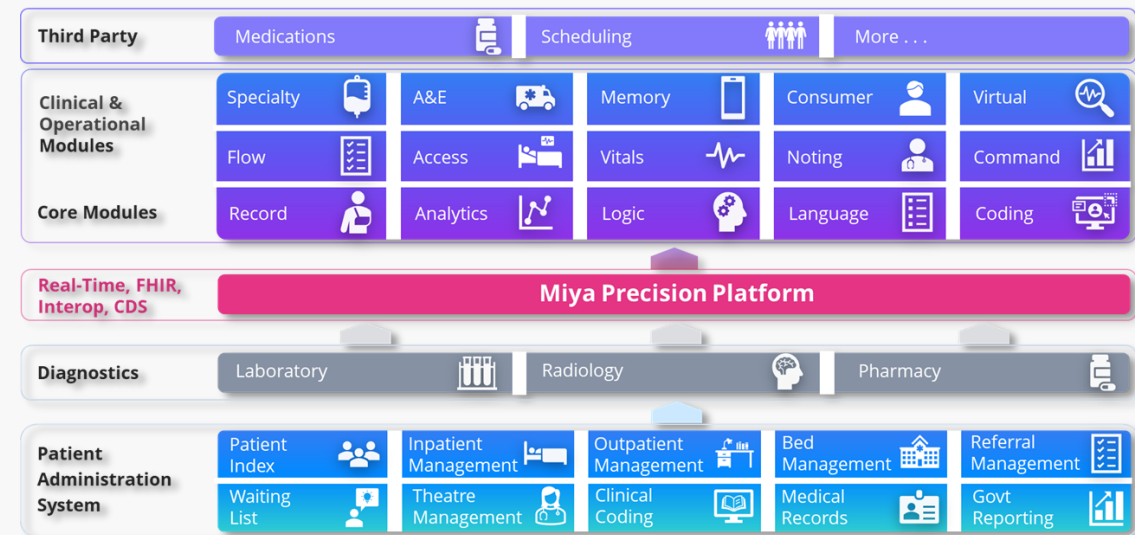 Third Party
Medications
Scheduling
More . . .
Clinical &
Operational
Modules
Specialty
A&E
Memory
Consumer
Virtual
Flow
Access
Vitals
Noting
Command
Core Modules
Record
Analytics
Logic
Language
Coding
Real-Time, FHIR,
Interop, CDS
Miya Precision Platform
Diagnostics
Laboratory
Radiology
Pharmacy
Patient
Administration
System
Patient
Index
Inpatient
Management
Outpatient
Management
Bed
Management
Referral
Management
Waiting
List
Theatre
Management
Clinical
Coding
Medical
Records
Govt
Reporting